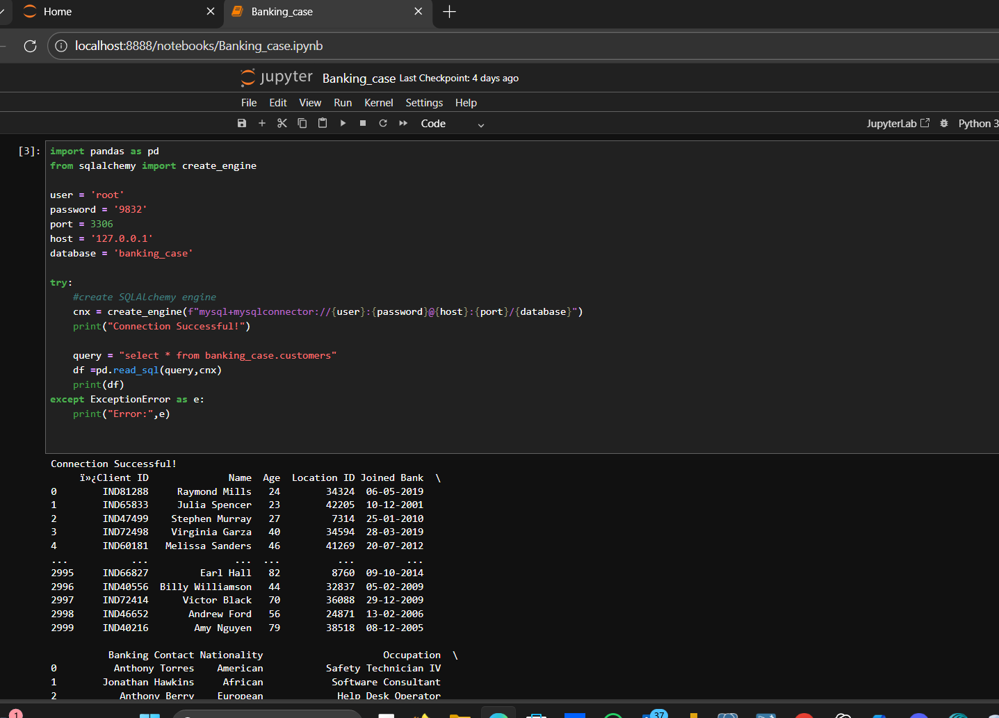 Home
Banking_case
localhost:8888/notebooks/Banking_case.ipynb
jupyter Banking_case Last Checkpoint: 4 days ago
File Edit View Run Kernel Settings Help
Code
JupyterLab
Python 3
[3]:
import pandas as pd
from sqlalchemy import create_engine
user = 'root'
password = '9832'
port = 3306
host = '127.0.0.1'
database = 'banking_case'
try:
#create SQLAlchemy engine
cnx = create_engine(f"mysql+mysqlconnector://{user}:{password}@{host}:{port}/{database}")
print("Connection Successful!")
query = "select * from banking_case.customers"
df =pd.read_sql(query,cnx)
print(df)
except ExceptionError as e:
print("Error:",e)
Connection Successful!
ï»¿Client ID Name Age Location ID Joined Bank \
0 IND81288 Raymond Mills 24 34324 06-05-2019
1 IND65833 Julia Spencer 23 42205 10-12-2001
2 IND47499 Stephen Murray 27 7314 25-01-2010
3 IND72498 Virginia Garza 40 34594 28-03-2019
4 IND60181 Melissa Sanders 46 41269 20-07-2012
... ... ... ... ... ...
2995 IND66827 Earl Hall 82 8760 09-10-2014
2996 IND40556 Billy Williamson 44 32837 05-02-2009
2997 IND72414 Victor Black 70 36088 29-12-2009
2998 IND46652 Andrew Ford 56 24871 13-02-2006
2999 IND40216 Amy Nguyen 79 38518 08-12-2005
Banking Contact Nationality Occupation \
0 Anthony Torres American Safety Technician IV
1 Jonathan Hawkins African Software Consultant
2 Anthony Berry European Help Desk Operator
1
37